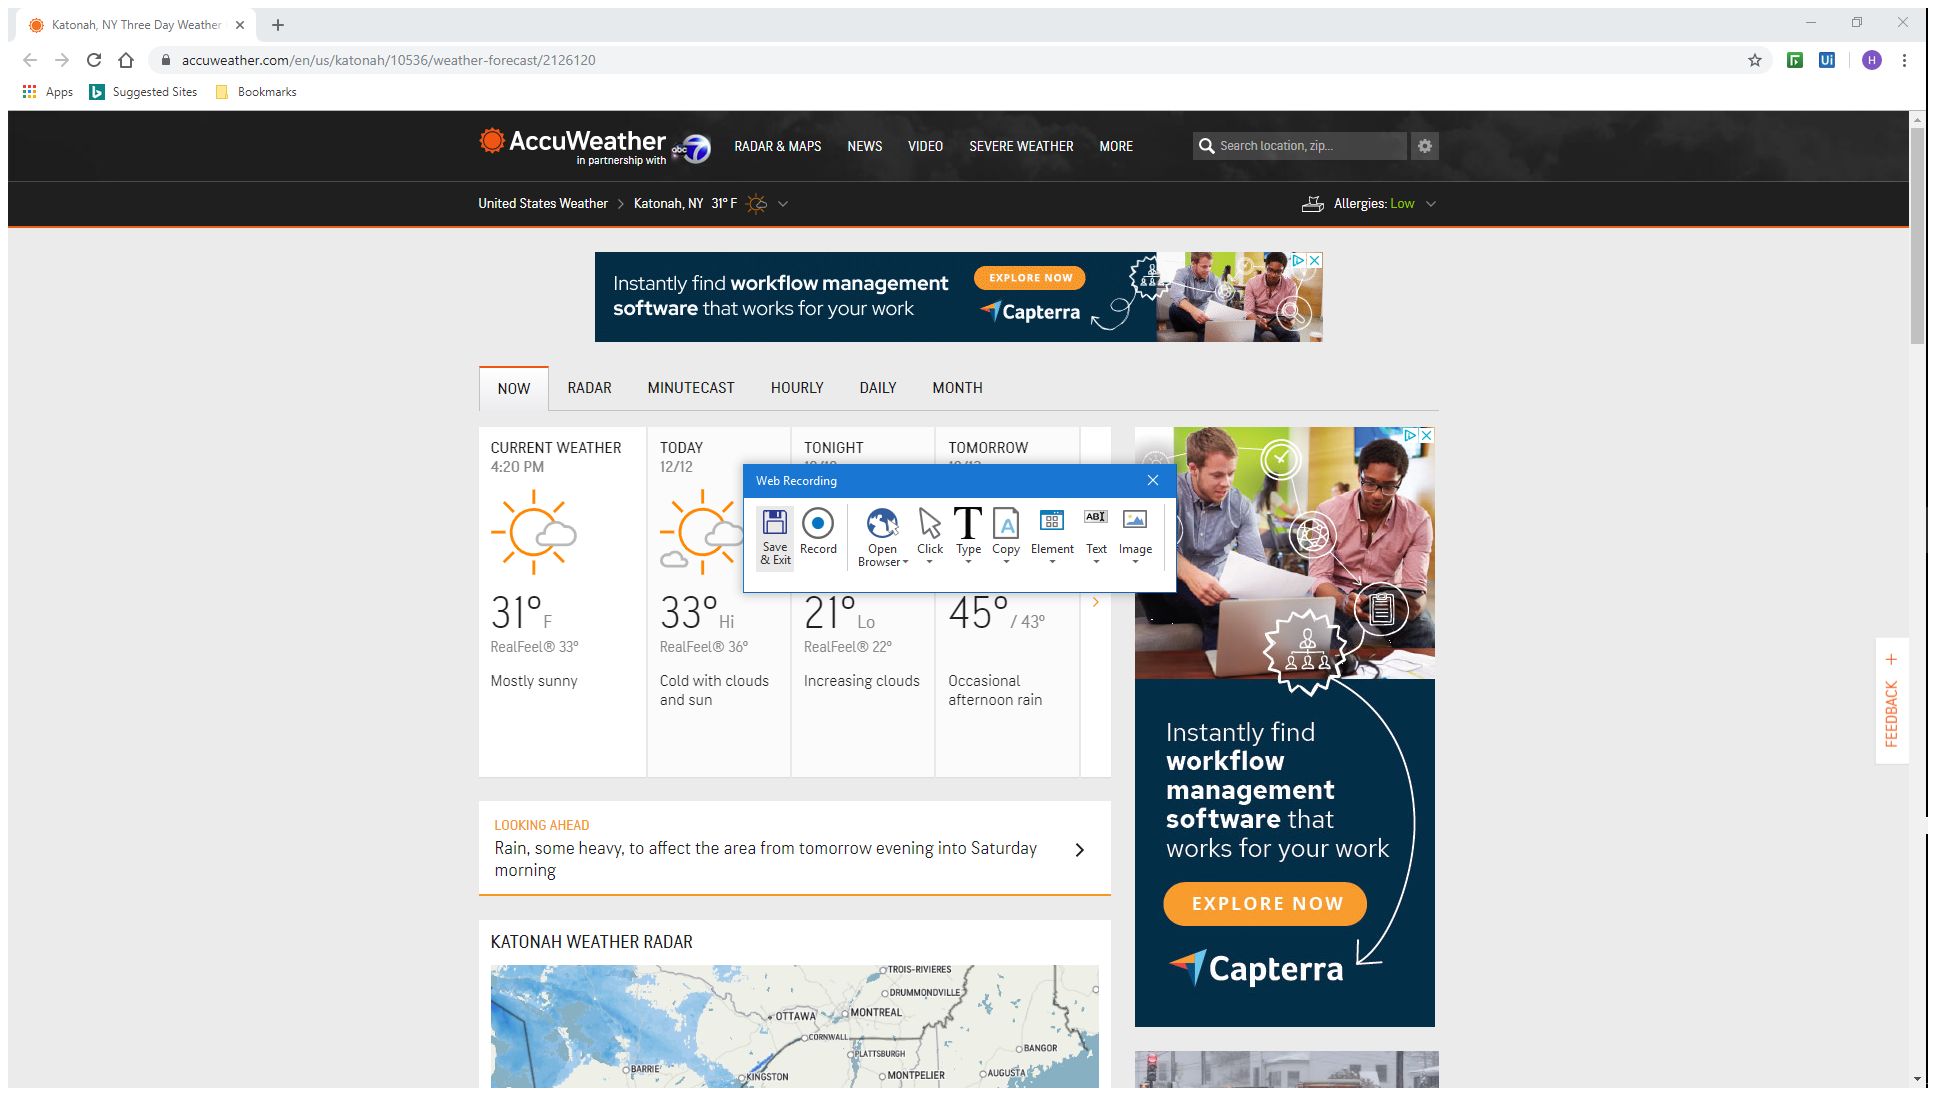 Katonah, NY Three Day Weather
accuweather.com/en/us/katonah/10536/weather-forecast/2126120
Ui
H
Apps
Suggested Sites
Bookmarks
AccuWeather
in partnership with
abc 7
RADAR & MAPS
NEWS
VIDEO
SEVERE WEATHER
MORE
Search location, zip...
United States Weather
Katonah, NY 31° F
Allergies: Low
Instantly find workflow management
software that works for your work
EXPLORE NOW
Capterra
NOW
RADAR
MINUTECAST
HOURLY
DAILY
MONTH
CURRENT WEATHER
4:20 PM
31° F
RealFeel® 33°
Mostly sunny
TODAY
12/12
33° Hi
RealFeel® 36°
Cold with clouds
and sun
TONIGHT
21° Lo
RealFeel® 22°
Increasing clouds
TOMORROW
45° / 43°
Occasional
afternoon rain
Web Recording
Save
& Exit
Record
Open
Browser
Click
T
Type
A
Copy
Element
ABI
Text
Image
LOOKING AHEAD
Rain, some heavy, to affect the area from tomorrow evening into Saturday
morning
KATONAH WEATHER RADAR
TROIS-RIVIERES
DRUMMONDVILLE
OTTAWA
MONTREAL
CORNWALL
PLATTSBURGH
BANGOR
BARRIE
KINGSTON
MONTPELIER
AUGUSTA
Instantly find
workflow
management
software that
works for your work
EXPLORE NOW
Capterra
FEEDBACK +